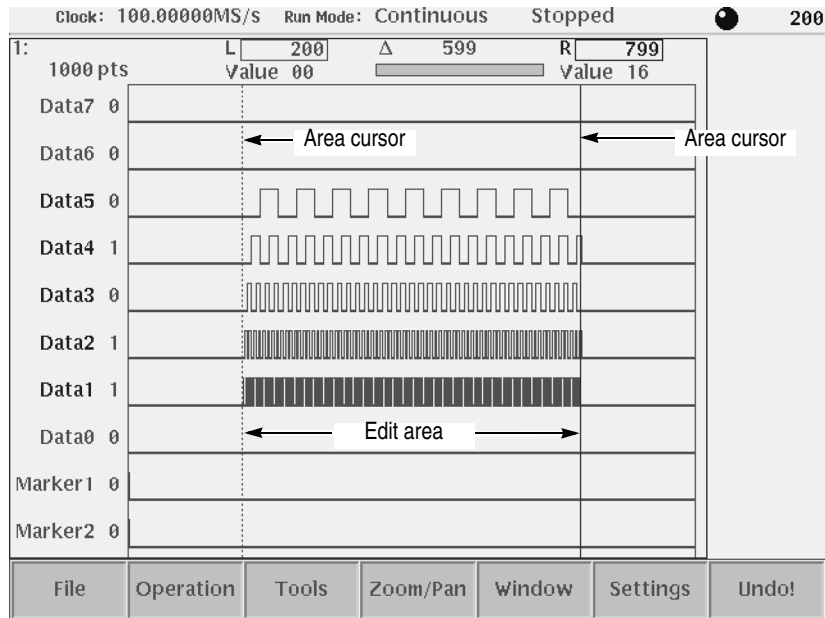 Clock: 100.00000MS/s Run Mode: Continuous Stopped 200
1: L 200 Δ 599 R 799
1000 pts Value 00 Value 16
Data7 0
Area cursor Area cursor
Data6 0
Data5 0
Data4 1
Data3 0
Data2 1
Data1 1
Edit area
Data0 0
Marker1 0
Marker2 0
File Operation Tools Zoom/Pan Window Settings Undo!